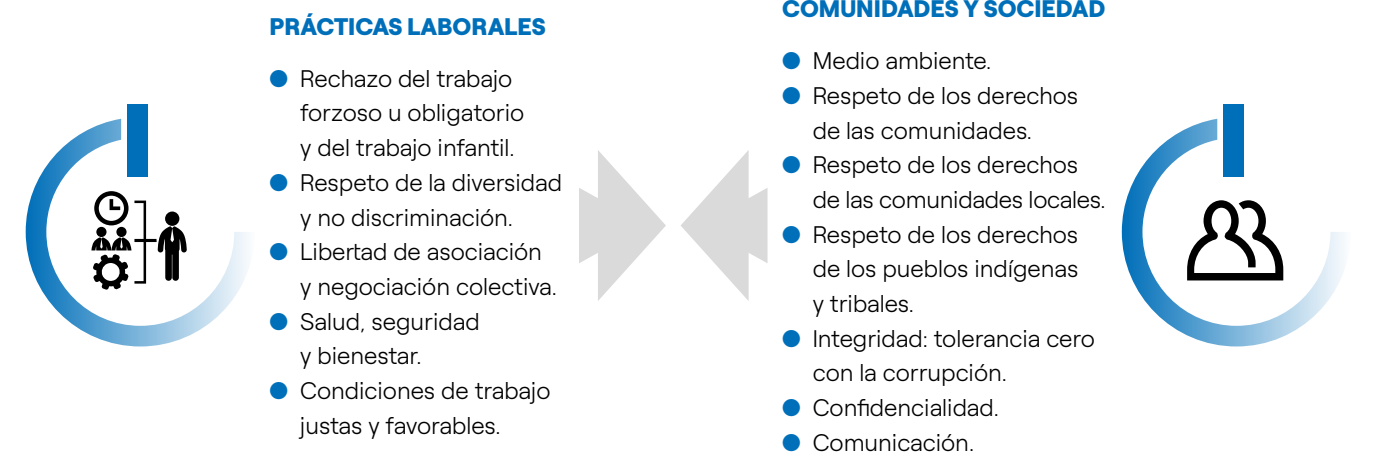 PRÁCTICAS LABORALES
Rechazo del trabajo
forzoso u obligatorio
y del trabajo infantil.
Respeto de la diversidad
y no discriminación.
Libertad de asociación
y negociación colectiva.
Salud, seguridad
y bienestar.
Condiciones de trabajo
justas y favorables.
COMUNIDADES Y SOCIEDAD
Medio ambiente.
Respeto de los derechos
de las comunidades.
Respeto de los derechos
de las comunidades locales.
Respeto de los derechos
de los pueblos indígenas
y tribales.
Integridad: tolerancia cero
con la corrupción.
Confidencialidad.
Comunicación.